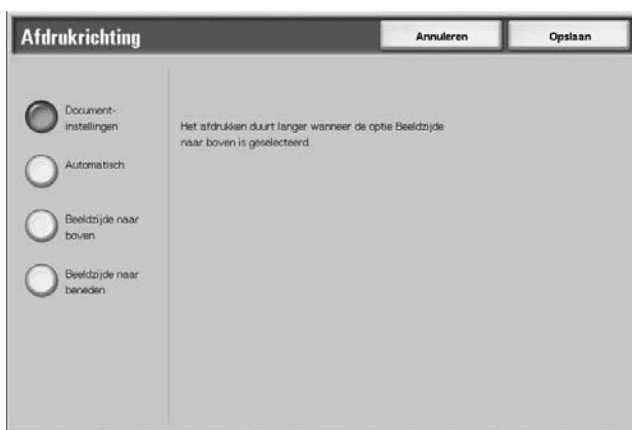 Afdrukrichting
Annuleren
Opslaan
Document-
instellingen
Het afdrukken duurt langer wanneer de optie Beeldzijde
naar boven is geselecteerd.
Automatisch
Beeldzijde naar
boven
Beeldzijde naar
beneden